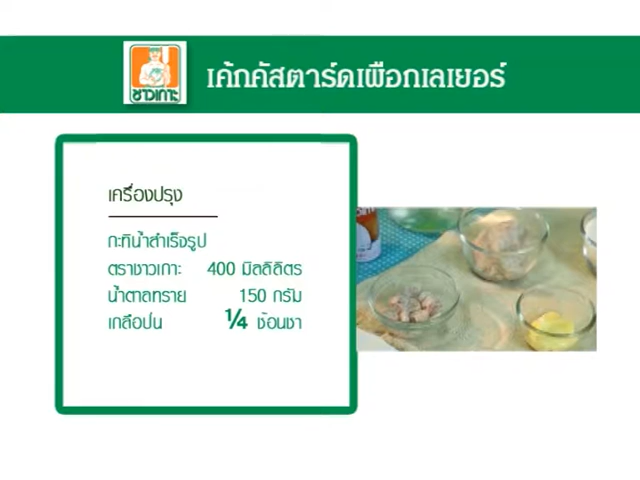 ชาวเกาะ
เค้กคัสตาร์ดเผือกเลเยอร์
เครื่องปรุง
กะทิน้ำสำเร็จรูป
ตราชาวเกาะ 400 มิลลิลิตร
น้ำตาลทราย 150 กรัม
เกลือป่น ¼ ช้อนชา